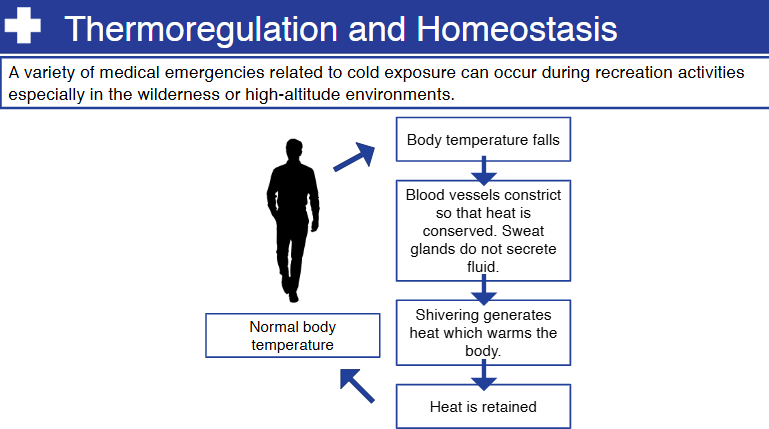 Thermoregulation and Homeostasis
A variety of medical emergencies related to cold exposure can occur during recreation activities
especially in the wilderness or high-altitude environments.
Body temperature falls
Blood vessels constrict
so that heat is
conserved. Sweat
glands do not secrete
fluid.
Shivering generates
heat which warms the
body.
Heat is retained
Normal body
temperature